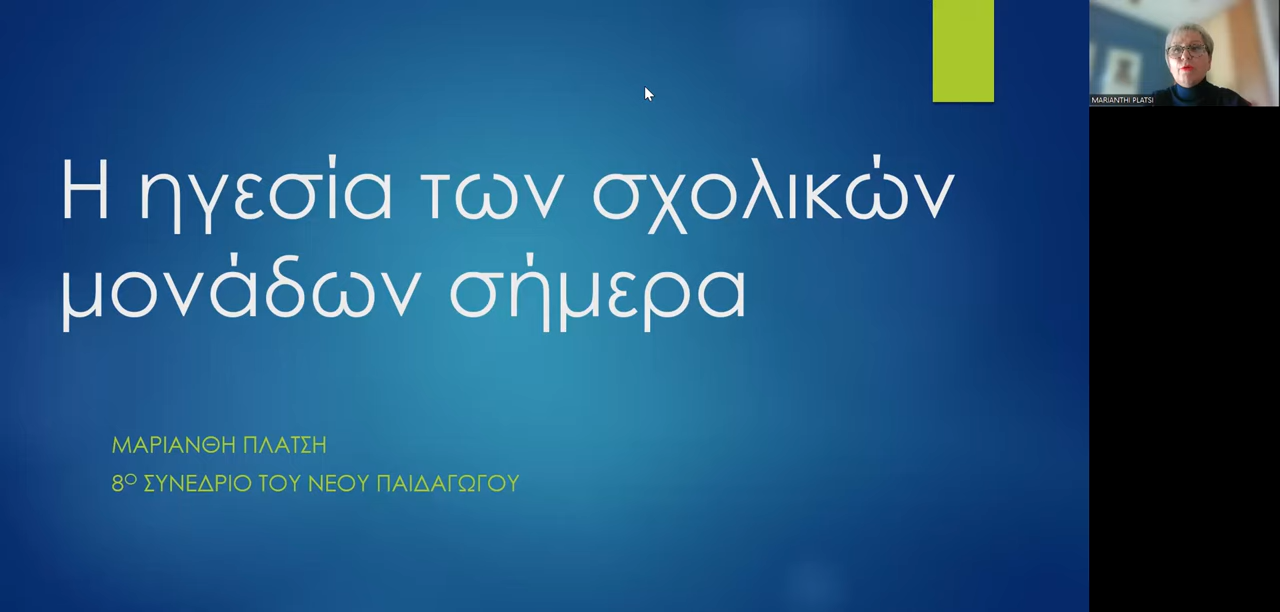 Η ηγεσία των σχολικών
μονάδων σήμερα
ΜΑΡΙΑΝΘΗ ΠΛΑΤΣΗ
8Ο ΣΥΝΕΔΡΙΟ ΤΟΥ ΝΕΟΥ ΠΑΙΔΑΓΩΓΟΥ
MARIANTHI PLATSI